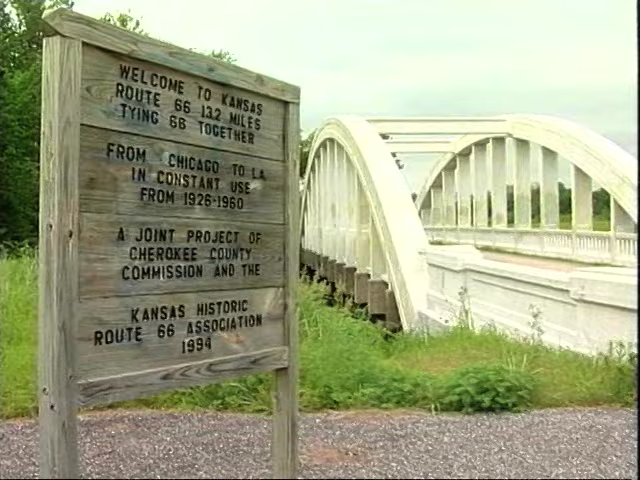 WELCOME TO KANSAS
ROUTE 66 13.2 MILES
TYING 66 TOGETHER
FROM CHICAGO TO LA
IN CONSTANT USE
FROM 1926-1960
A JOINT PROJECT OF
CHEROKEE COUNTY
COMMISSION AND THE
KANSAS HISTORIC
ROUTE 66 ASSOCIATION
1994